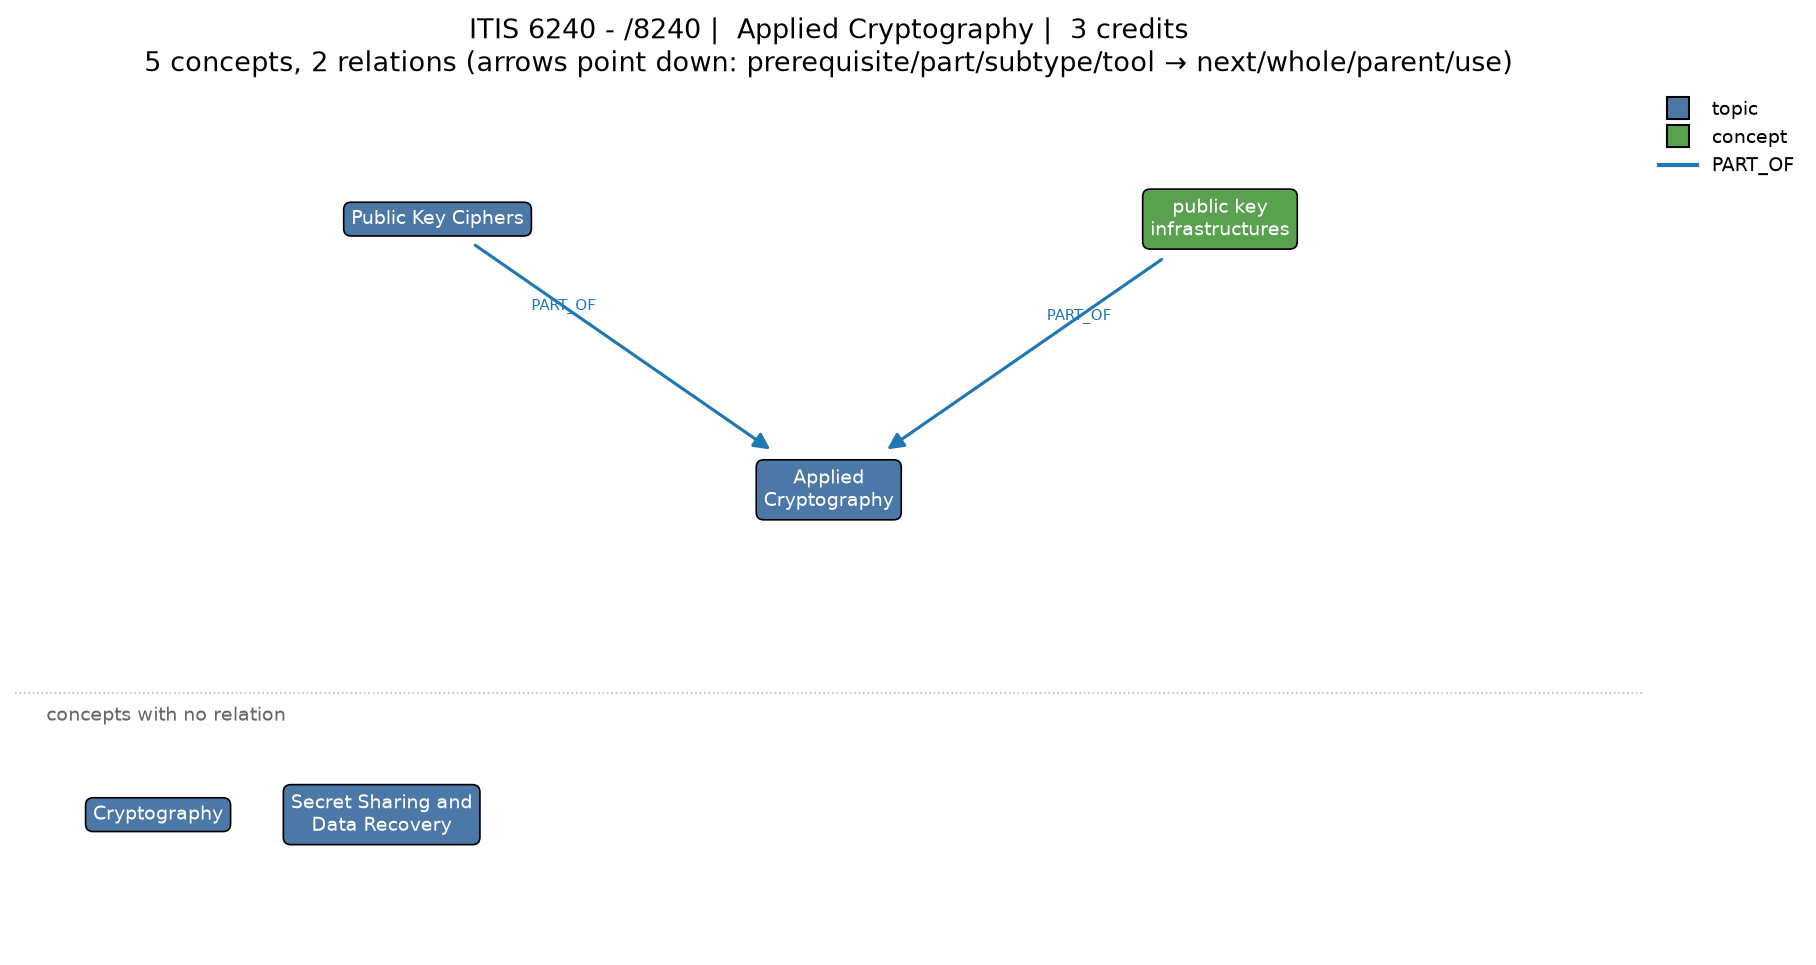 ITIS 6240 - /8240 |  Applied Cryptography |  3 credits
5 concepts, 2 relations (arrows point down: prerequisite/part/subtype/tool → next/whole/parent/use)
topic
concept
PART_OF
Public Key Ciphers
public key
infrastructures
PART_OF
PART_OF
Applied
Cryptography
concepts with no relation
Cryptography
Secret Sharing and
Data Recovery